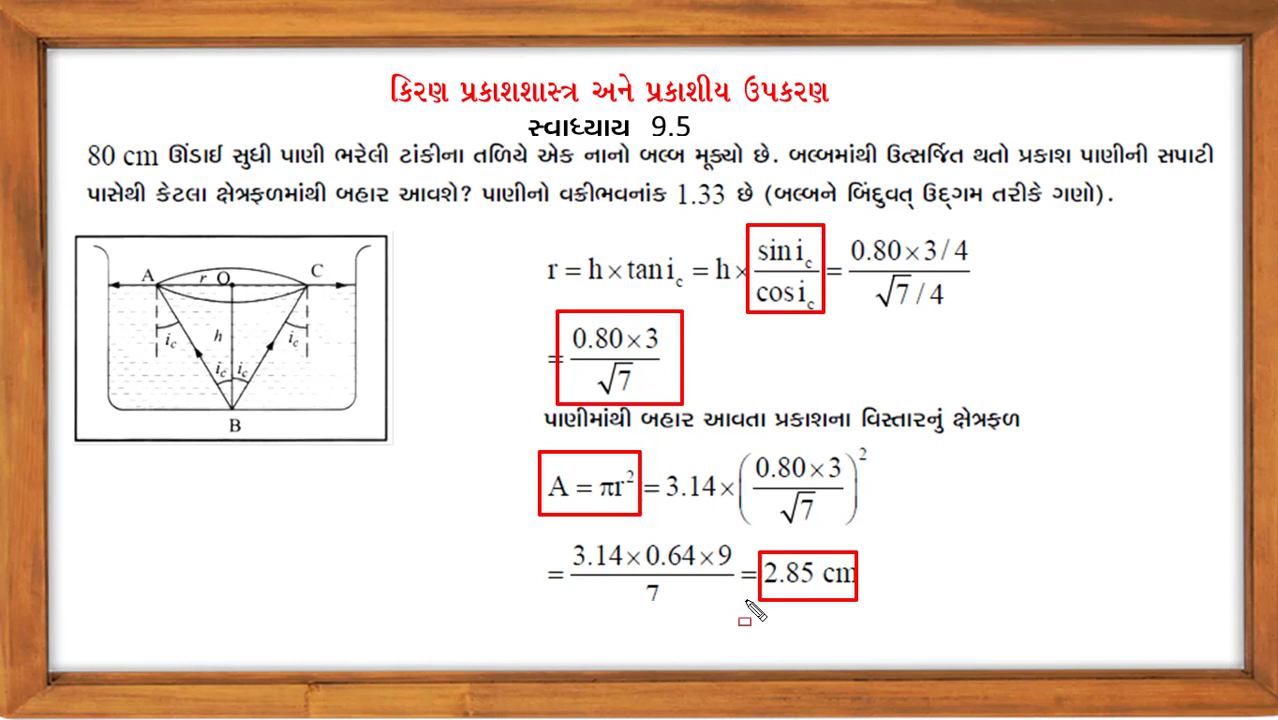 કિરણ પ્રકાશશાસ્ત્ર અને પ્રકાશીય ઉપકરણ
સ્વાધ્યાય 9.5
80 cm ઊંડાઈ સુધી પાણી ભરેલી ટાંકીના તળિયે એક નાનો બલ્બ મૂક્યો છે. બલ્બમાંથી ઉત્સર્જિત થતો પ્રકાશ પાણીની સપાટી
પાસેથી કેટલા ક્ષેત્રફળમાંથી બહાર આવશે? પાણીનો વક્રીભવનાંક 1.33 છે (બલ્બને બિંદુવત્ ઉદ્ગમ તરીકે ગણો).
A r O C
i_c h i_c
i_c i_c
B
r = h × tan i_c = h × sin i_c / cos i_c = 0.80 × 3 / 4 / √7 / 4
= 0.80 × 3 / √7
પાણીમાંથી બહાર આવતા પ્રકાશના વિસ્તારનું ક્ષેત્રફળ
A = πr² = 3.14 × (0.80 × 3 / √7)²
= 3.14 × 0.64 × 9 / 7 = 2.85 cm